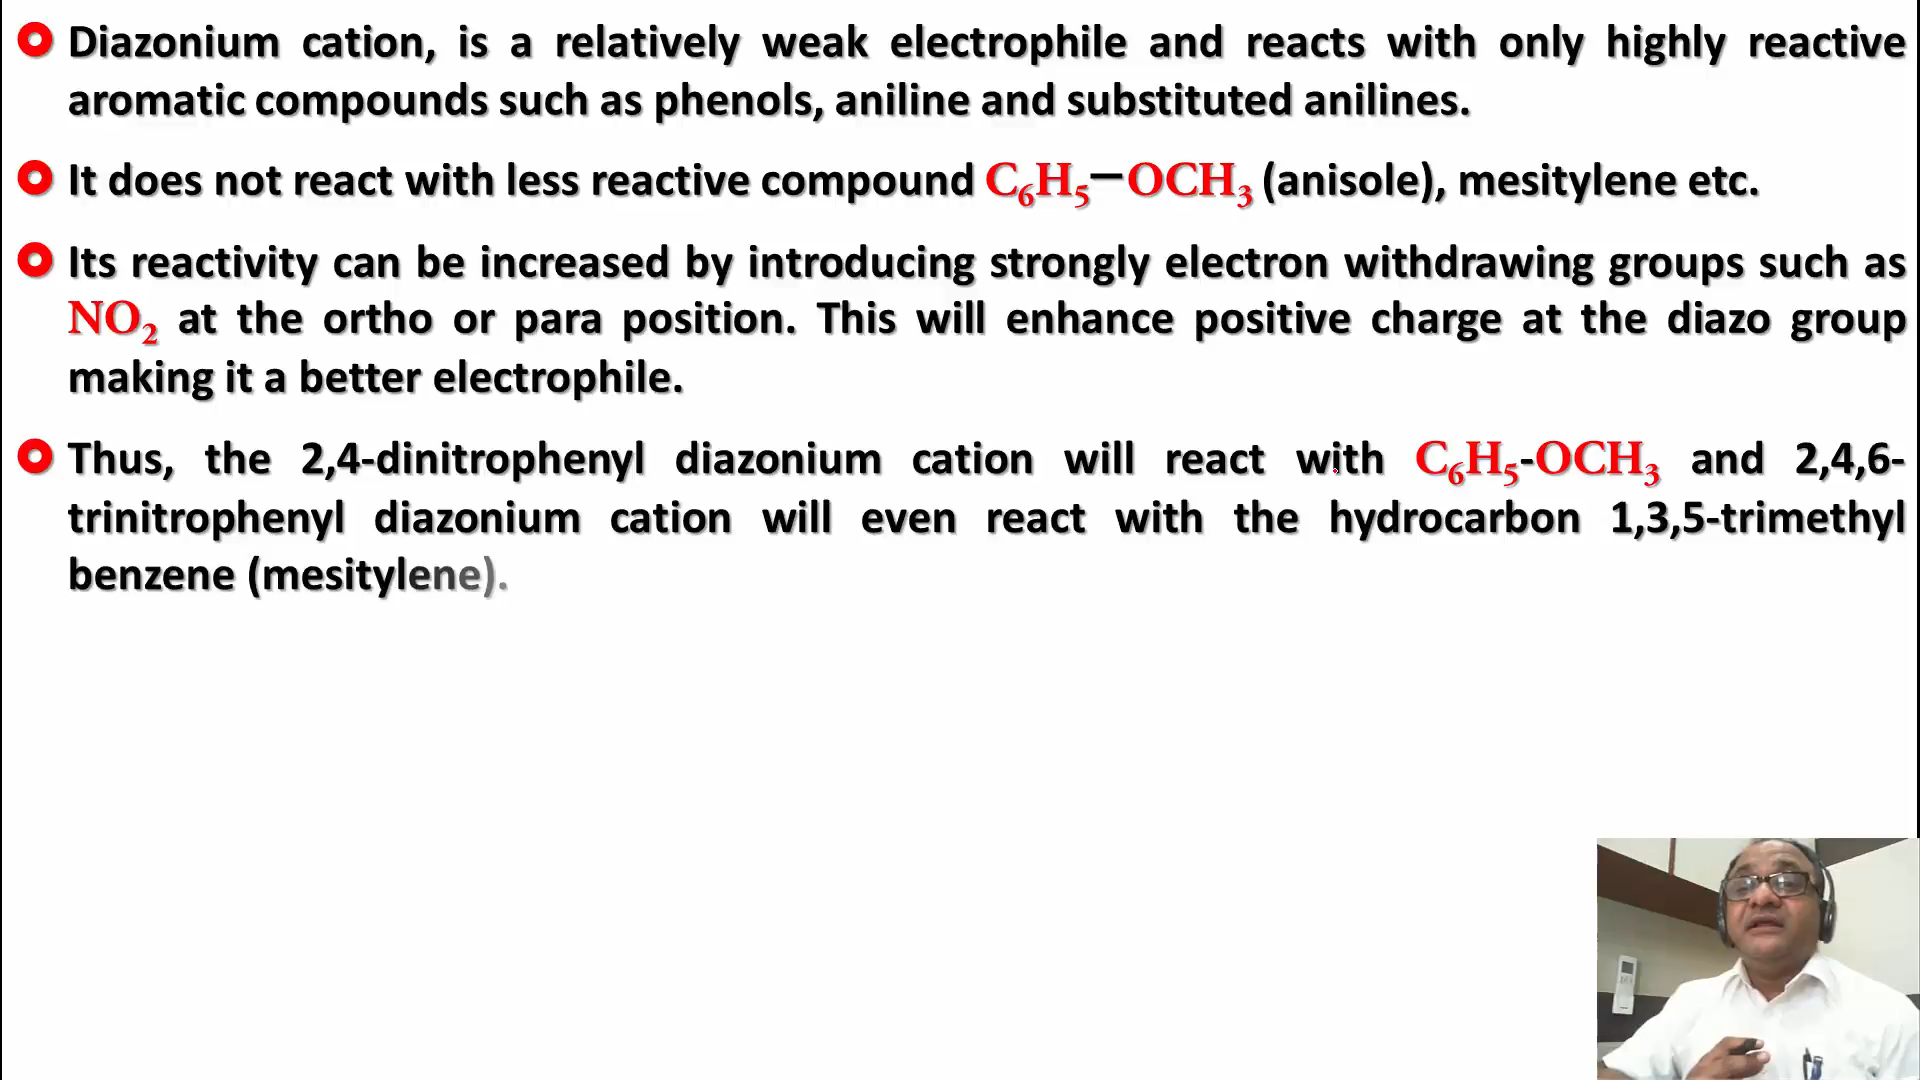 Diazonium cation, is a relatively weak electrophile and reacts with only highly reactive
aromatic compounds such as phenols, aniline and substituted anilines.
It does not react with less reactive compound C₆H₅−OCH₃ (anisole), mesitylene etc.
Its reactivity can be increased by introducing strongly electron withdrawing groups such as
NO₂ at the ortho or para position. This will enhance positive charge at the diazo group
making it a better electrophile.
Thus, the 2,4-dinitrophenyl diazonium cation will react with C₆H₅-OCH₃ and 2,4,6-
trinitrophenyl diazonium cation will even react with the hydrocarbon 1,3,5-trimethyl
benzene (mesitylene).